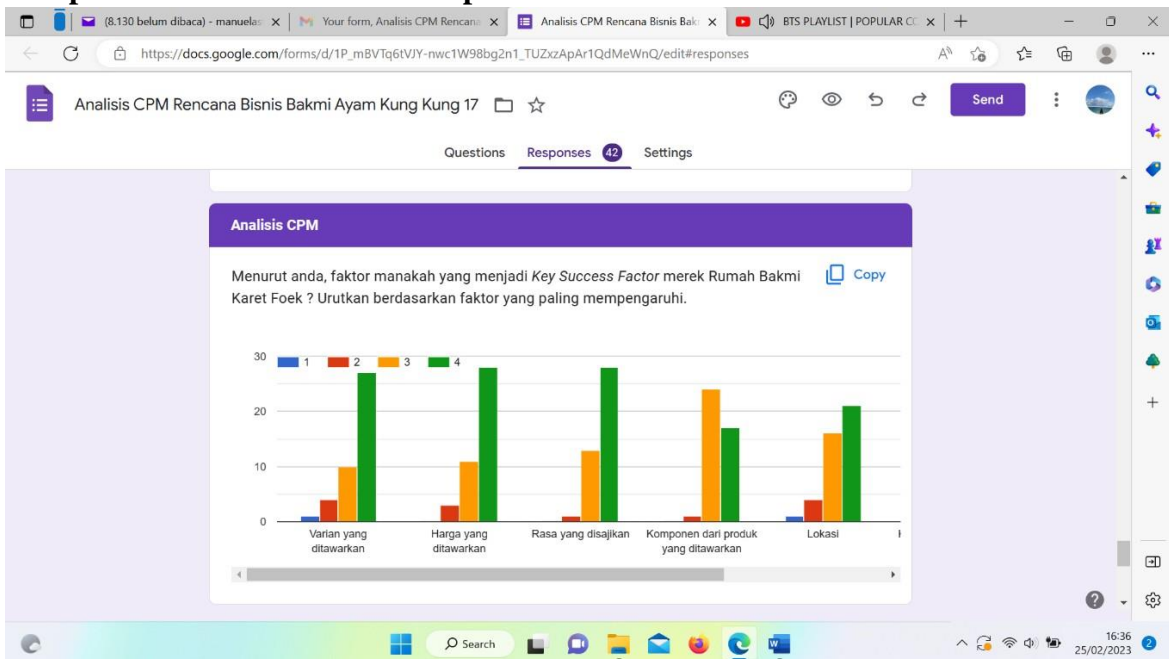 (8.130 belum dibaca) - manuelas
Your form, Analisis CPM Rencana
Analisis CPM Rencana Bisnis Bak
BTS PLAYLIST | POPULAR
https://docs.google.com/forms/d/1P_mBVTq6tVJY-nwc1W98bg2n1_TUZxzApAr1QdMeWnQ/edit#responses
Analisis CPM Rencana Bisnis Bakmi Ayam Kung Kung 17
Send
Questions Responses 42 Settings
Analisis CPM
Menurut anda, faktor manakah yang menjadi Key Success Factor merek Rumah Bakmi
Karet Foek ? Urutkan berdasarkan faktor yang paling mempengaruhi.
Copy
30
1 2 3 4
20
10
0
Varian yang
ditawarkan
Harga yang
ditawarkan
Rasa yang disajikan
Komponen dari produk
yang ditawarkan
Lokasi
Search
16:36
25/02/2023
2